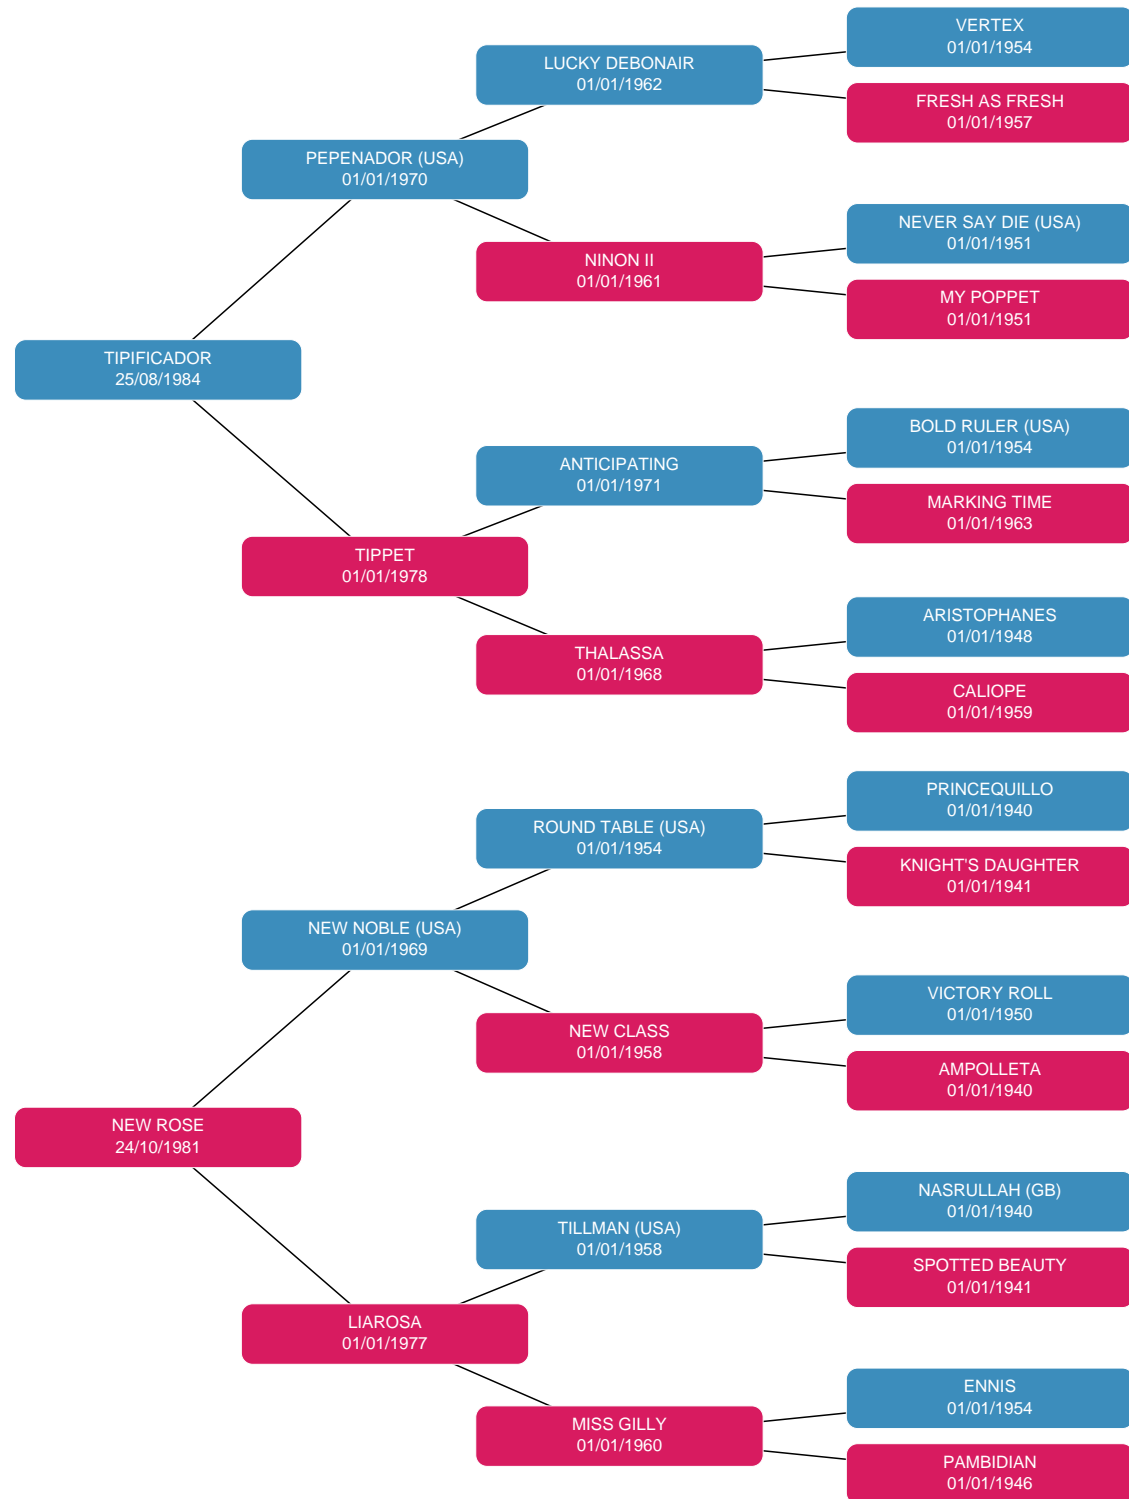 VERTEX
01/01/1954
LUCKY DEBONAIR
01/01/1962
FRESH AS FRESH
01/01/1957
PEPENADOR (USA)
01/01/1970
NEVER SAY DIE (USA)
01/01/1951
NINON II
01/01/1961
MY POPPET
01/01/1951
TIPIFICADOR
25/08/1984
BOLD RULER (USA)
01/01/1954
ANTICIPATING
01/01/1971
MARKING TIME
01/01/1963
TIPPET
01/01/1978
ARISTOPHANES
01/01/1948
THALASSA
01/01/1968
CALIOPE
01/01/1959
PRINCEQUILLO
01/01/1940
ROUND TABLE (USA)
01/01/1954
KNIGHT'S DAUGHTER
01/01/1941
NEW NOBLE (USA)
01/01/1969
VICTORY ROLL
01/01/1950
NEW CLASS
01/01/1958
AMPOLLETA
01/01/1940
NEW ROSE
24/10/1981
NASRULLAH (GB)
01/01/1940
TILLMAN (USA)
01/01/1958
SPOTTED BEAUTY
01/01/1941
LIAROSA
01/01/1977
ENNIS
01/01/1954
MISS GILLY
01/01/1960
PAMBIDIAN
01/01/1946